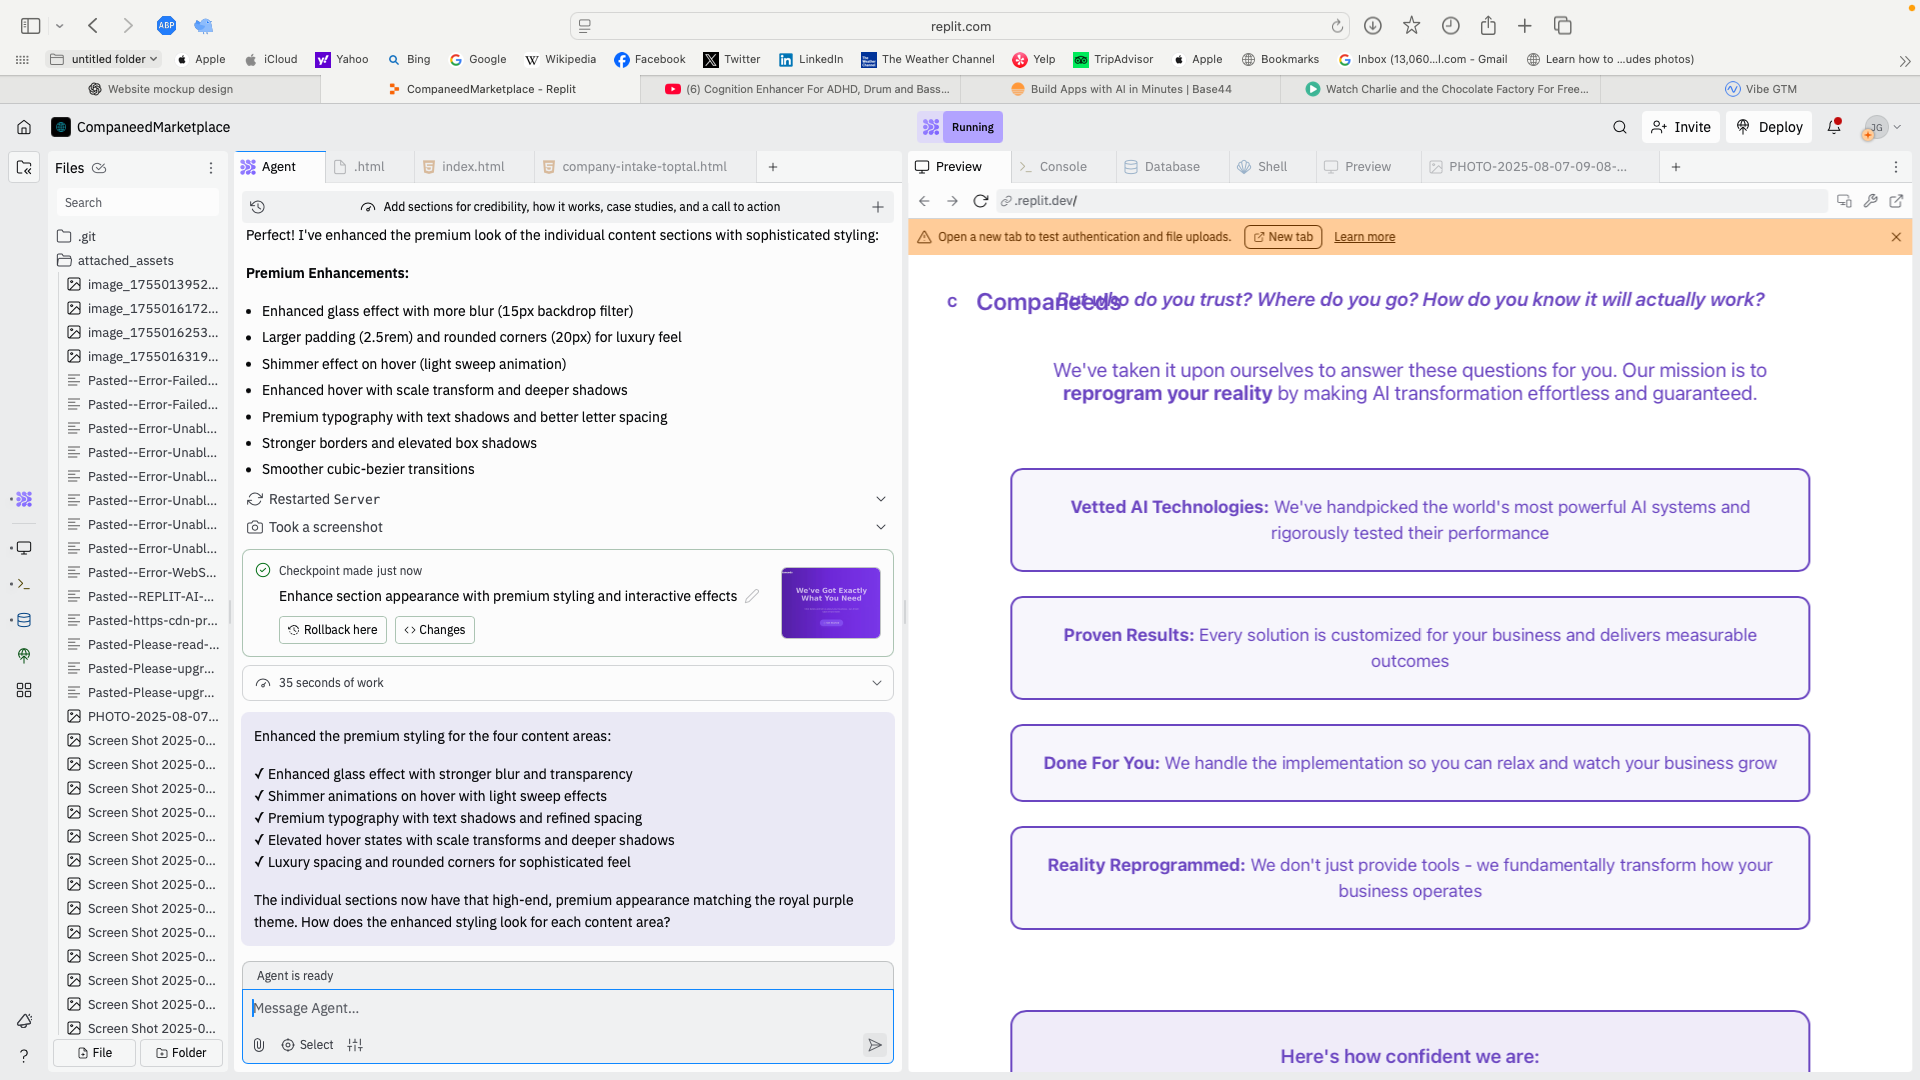 replit.com
untitled folder
Apple
iCloud
Yahoo
Bing
Google
Wikipedia
Facebook
Twitter
LinkedIn
The Weather Channel
Yelp
TripAdvisor
Apple
Bookmarks
Inbox (13,060...l.com - Gmail
Learn how to ...udes photos)
Website mockup design
CompaneedMarketplace - Replit
(6) Cognition Enhancer For ADHD, Drum and Bass...
Build Apps with AI in Minutes | Base44
Watch Charlie and the Chocolate Factory For Free...
Vibe GTM
CompaneedMarketplace
Running
Invite
Deploy
JG
Files
Search
.git
attached_assets
image_1755013952...
image_1755016172...
image_1755016253...
image_1755016319...
Pasted--Error-Failed...
Pasted--Error-Failed...
Pasted--Error-Unabl...
Pasted--Error-Unabl...
Pasted--Error-Unabl...
Pasted--Error-Unabl...
Pasted--Error-Unabl...
Pasted--Error-Unabl...
Pasted--Error-WebS...
Pasted--REPLIT-AI-...
Pasted-https-cdn-pr...
Pasted-Please-read-...
Pasted-Please-upgr...
Pasted-Please-upgr...
PHOTO-2025-08-07...
Screen Shot 2025-0...
Screen Shot 2025-0...
Screen Shot 2025-0...
Screen Shot 2025-0...
Screen Shot 2025-0...
Screen Shot 2025-0...
Screen Shot 2025-0...
Screen Shot 2025-0...
Screen Shot 2025-0...
Screen Shot 2025-0...
Screen Shot 2025-0...
Screen Shot 2025-0...
Screen Shot 2025-0...
File
Folder
Agent
.html
index.html
company-intake-toptal.html
Add sections for credibility, how it works, case studies, and a call to action
Perfect! I've enhanced the premium look of the individual content sections with sophisticated styling:
Premium Enhancements:
• Enhanced glass effect with more blur (15px backdrop filter)
• Larger padding (2.5rem) and rounded corners (20px) for luxury feel
• Shimmer effect on hover (light sweep animation)
• Enhanced hover with scale transform and deeper shadows
• Premium typography with text shadows and better letter spacing
• Stronger borders and elevated box shadows
• Smoother cubic-bezier transitions
Restarted Server
Took a screenshot
Checkpoint made just now
Enhance section appearance with premium styling and interactive effects
Rollback here
Changes
We've Got Exactly
What You Need
35 seconds of work
Enhanced the premium styling for the four content areas:
✓ Enhanced glass effect with stronger blur and transparency
✓ Shimmer animations on hover with light sweep effects
✓ Premium typography with text shadows and refined spacing
✓ Elevated hover states with scale transforms and deeper shadows
✓ Luxury spacing and rounded corners for sophisticated feel
The individual sections now have that high-end, premium appearance matching the royal purple
theme. How does the enhanced styling look for each content area?
Agent is ready
Message Agent...
Select
Preview
Console
Database
Shell
Preview
PHOTO-2025-08-07-09-08-...
.replit.dev/
Open a new tab to test authentication and file uploads.
New tab
Learn more
C
Companeeds
But who do you trust? Where do you go? How do you know it will actually work?
We've taken it upon ourselves to answer these questions for you. Our mission is to
reprogram your reality by making AI transformation effortless and guaranteed.
Vetted AI Technologies: We've handpicked the world's most powerful AI systems and
rigorously tested their performance
Proven Results: Every solution is customized for your business and delivers measurable
outcomes
Done For You: We handle the implementation so you can relax and watch your business grow
Reality Reprogrammed: We don't just provide tools - we fundamentally transform how your
business operates
Here's how confident we are:
ABP